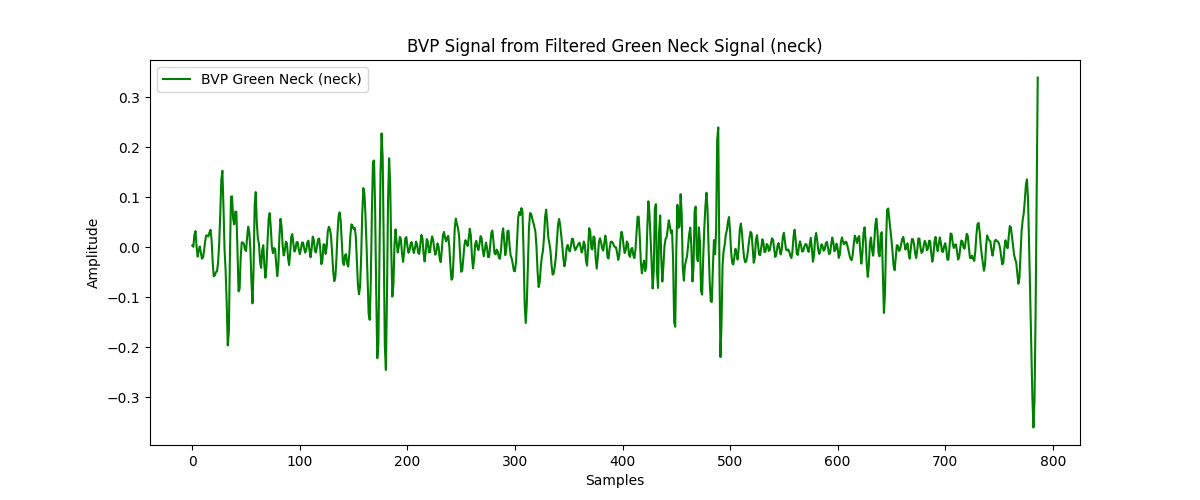 BVP Signal from Filtered Green Neck Signal (neck)
BVP Green Neck (neck)
Amplitude
0.3
0.2
0.1
0.0
−0.1
−0.2
−0.3
0 100 200 300 400 500 600 700 800
Samples